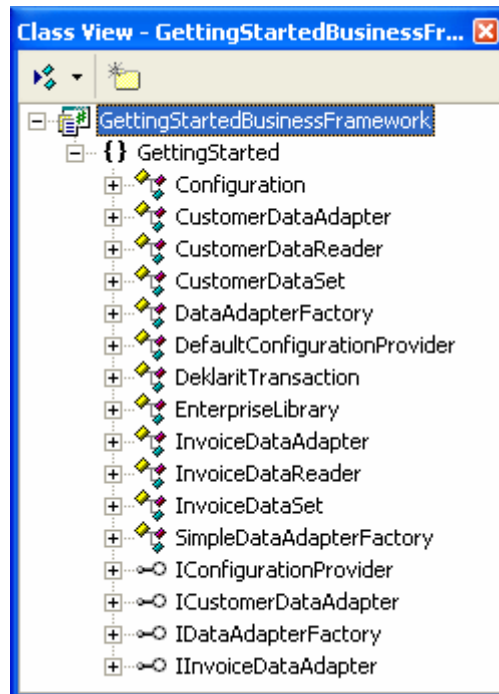 Class View - GettingStartedBusinessFr...
GettingStartedBusinessFramework
{} GettingStarted
Configuration
CustomerDataAdapter
CustomerDataReader
CustomerDataSet
DataAdapterFactory
DefaultConfigurationProvider
DeklaritTransaction
EnterpriseLibrary
InvoiceDataAdapter
InvoiceDataReader
InvoiceDataSet
SimpleDataAdapterFactory
IConfigurationProvider
ICustomerDataAdapter
IDataAdapterFactory
IInvoiceDataAdapter